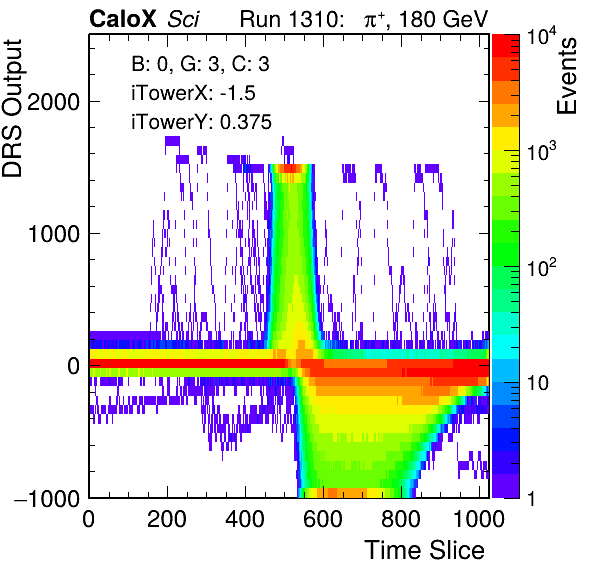 CaloX Sci Run 1310: π⁺, 180 GeV
B: 0, G: 3, C: 3
iTowerX: -1.5
iTowerY: 0.375
DRS Output
2000
1000
0
−1000
0 200 400 600 800 1000
Time Slice
10⁴
10³
10²
10
1
Events